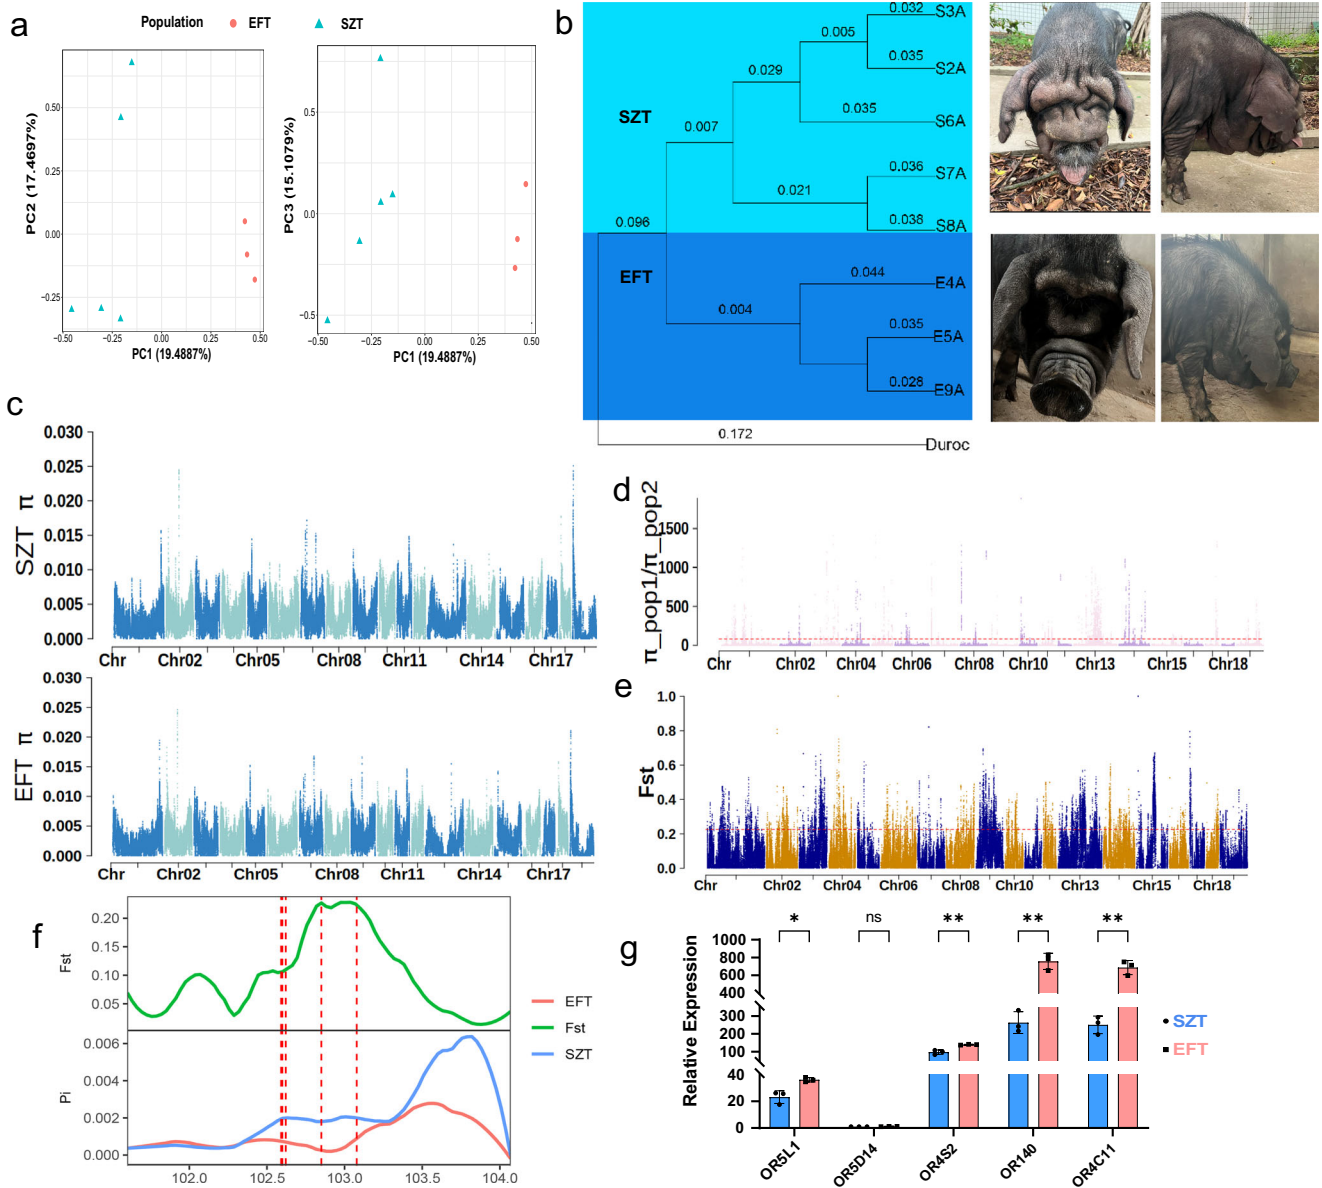 a
Population EFT SZT
PC2 (17.4697%)
0.50
0.25
0.00
−0.25
−0.50 −0.25 0.00 0.25 0.50
PC1 (19.4887%)
PC3 (15.1079%)
0.5
0.0
−0.5
−0.50 −0.25 0.00 0.25 0.50
PC1 (19.4887%)
b
SZT
EFT
0.032 S3A
0.005
0.035 S2A
0.029
0.035 S6A
0.007
0.036 S7A
0.021
0.038 S8A
0.096
0.044 E4A
0.004
0.035 E5A
0.028 E9A
0.172 Duroc
c
SZT π
0.030
0.025
0.020
0.015
0.010
0.005
0.000
Chr Chr02 Chr05 Chr08 Chr11 Chr14 Chr17
EFT π
0.030
0.025
0.020
0.015
0.010
0.005
0.000
Chr Chr02 Chr05 Chr08 Chr11 Chr14 Chr17
d
π_pop1/π_pop2
1500
1000
500
0
Chr Chr02 Chr04 Chr06 Chr08 Chr10 Chr13 Chr15 Chr18
e
Fst
1.0
0.8
0.6
0.4
0.2
0.0
Chr Chr02 Chr04 Chr06 Chr08 Chr10 Chr13 Chr15 Chr18
f
Fst
0.20
0.15
0.10
0.05
Pi
0.006
0.004
0.002
0.000
102.0 102.5 103.0 103.5 104.0
EFT
Fst
SZT
g
Relative Expression
* ns ** ** **
1000
800
600
400
300
200
100
40
20
0
OR5L1 OR5D14 OR4S2 OR140 OR4C11
SZT
EFT